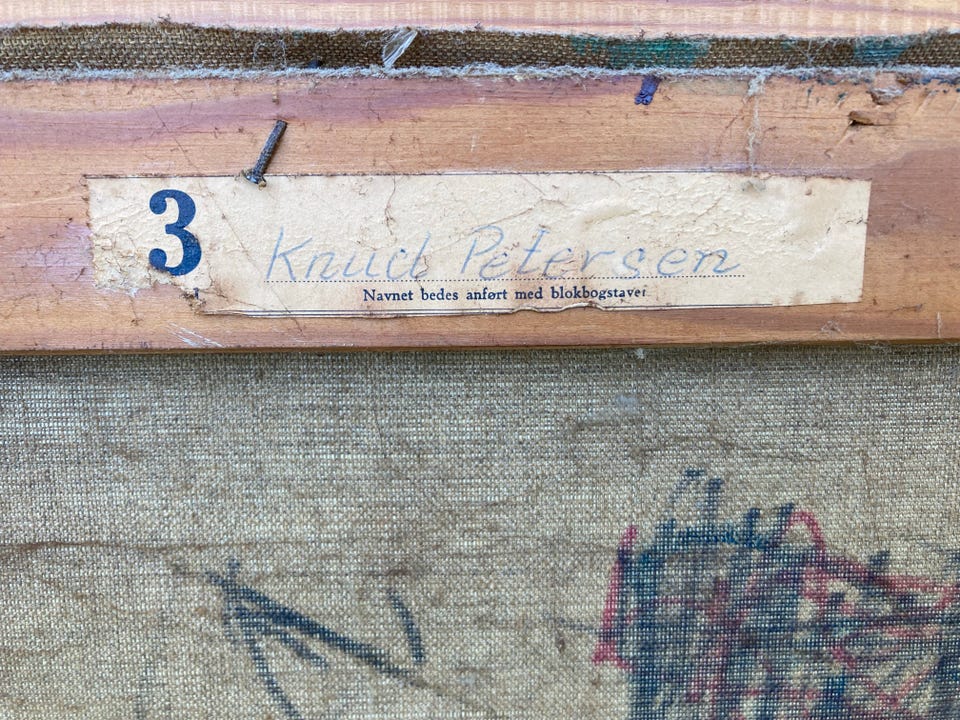 3 Knud Petersen
Navnet bedes anført med blokbogstaver